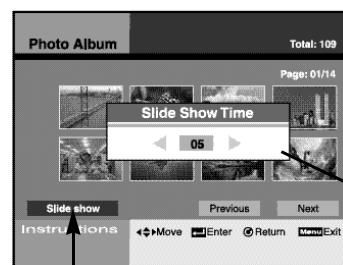 Photo Album
Total: 109
Page: 01/14
Slide Show Time
05
Slide show
Previous
Next
Instructions
Move Enter Return Menu Exit